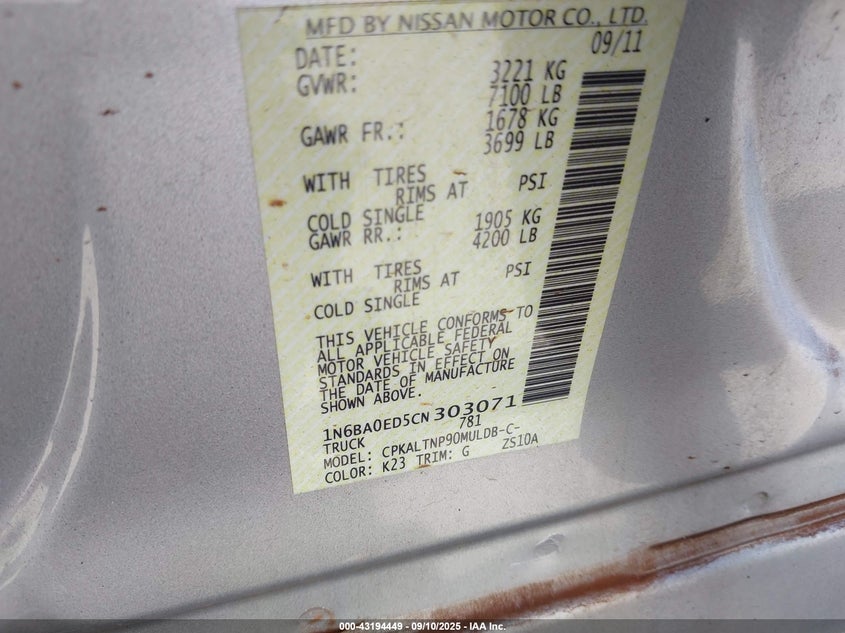 MFD BY NISSAN MOTOR CO., LTD.
DATE: 09/11
GVWR: 3221 KG
7100 LB
GAWR FR.: 1678 KG
3699 LB
WITH TIRES
RIMS AT PSI
COLD SINGLE
GAWR RR.: 1905 KG
4200 LB
WITH TIRES
RIMS AT PSI
COLD SINGLE
THIS VEHICLE CONFORMS TO
ALL APPLICABLE FEDERAL
MOTOR VEHICLE SAFETY
STANDARDS IN EFFECT ON
THE DATE OF MANUFACTURE
SHOWN ABOVE.
1N6BA0ED5CN303071
TRUCK 781
MODEL: CPKALTNP90MULDB-C-
COLOR: K23 TRIM: G ZS10A
000-43194449 - 09/10/2025 - IAA Inc.